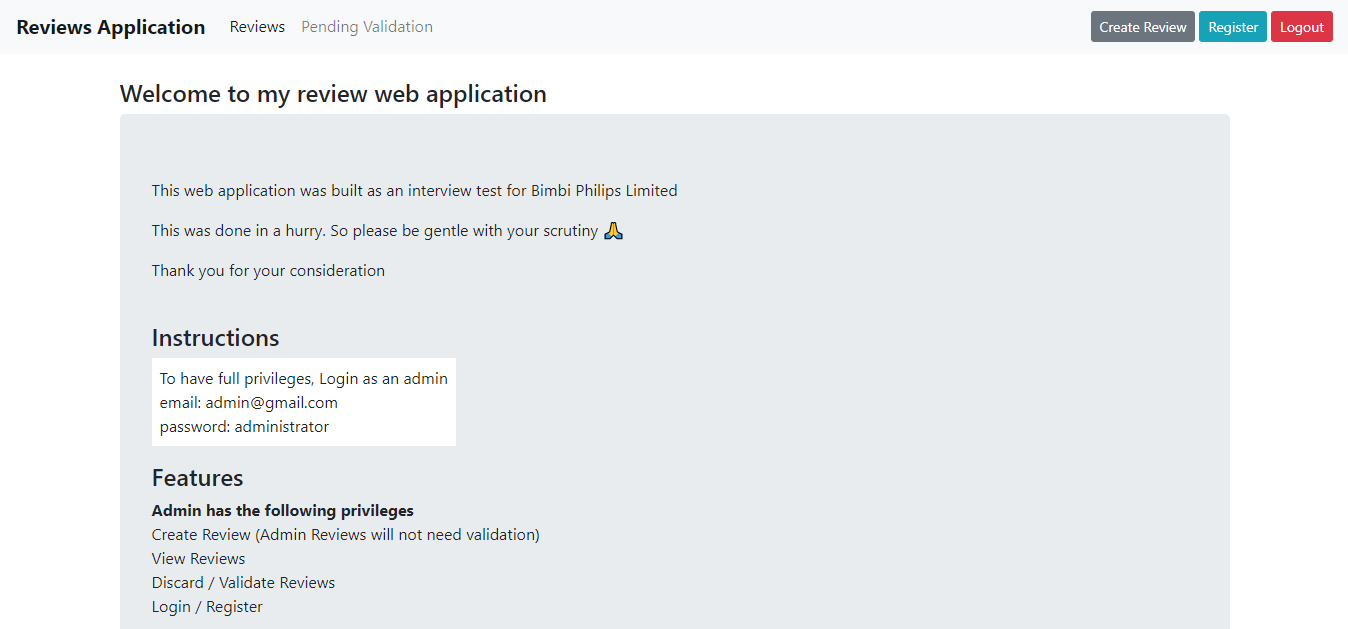 Reviews Application Reviews Pending Validation Create Review Register Logout
Welcome to my review web application
This web application was built as an interview test for Bimbi Philips Limited
This was done in a hurry. So please be gentle with your scrutiny 🙏
Thank you for your consideration
Instructions
To have full privileges, Login as an admin
email: admin@gmail.com
password: administrator
Features
Admin has the following privileges
Create Review (Admin Reviews will not need validation)
View Reviews
Discard / Validate Reviews
Login / Register